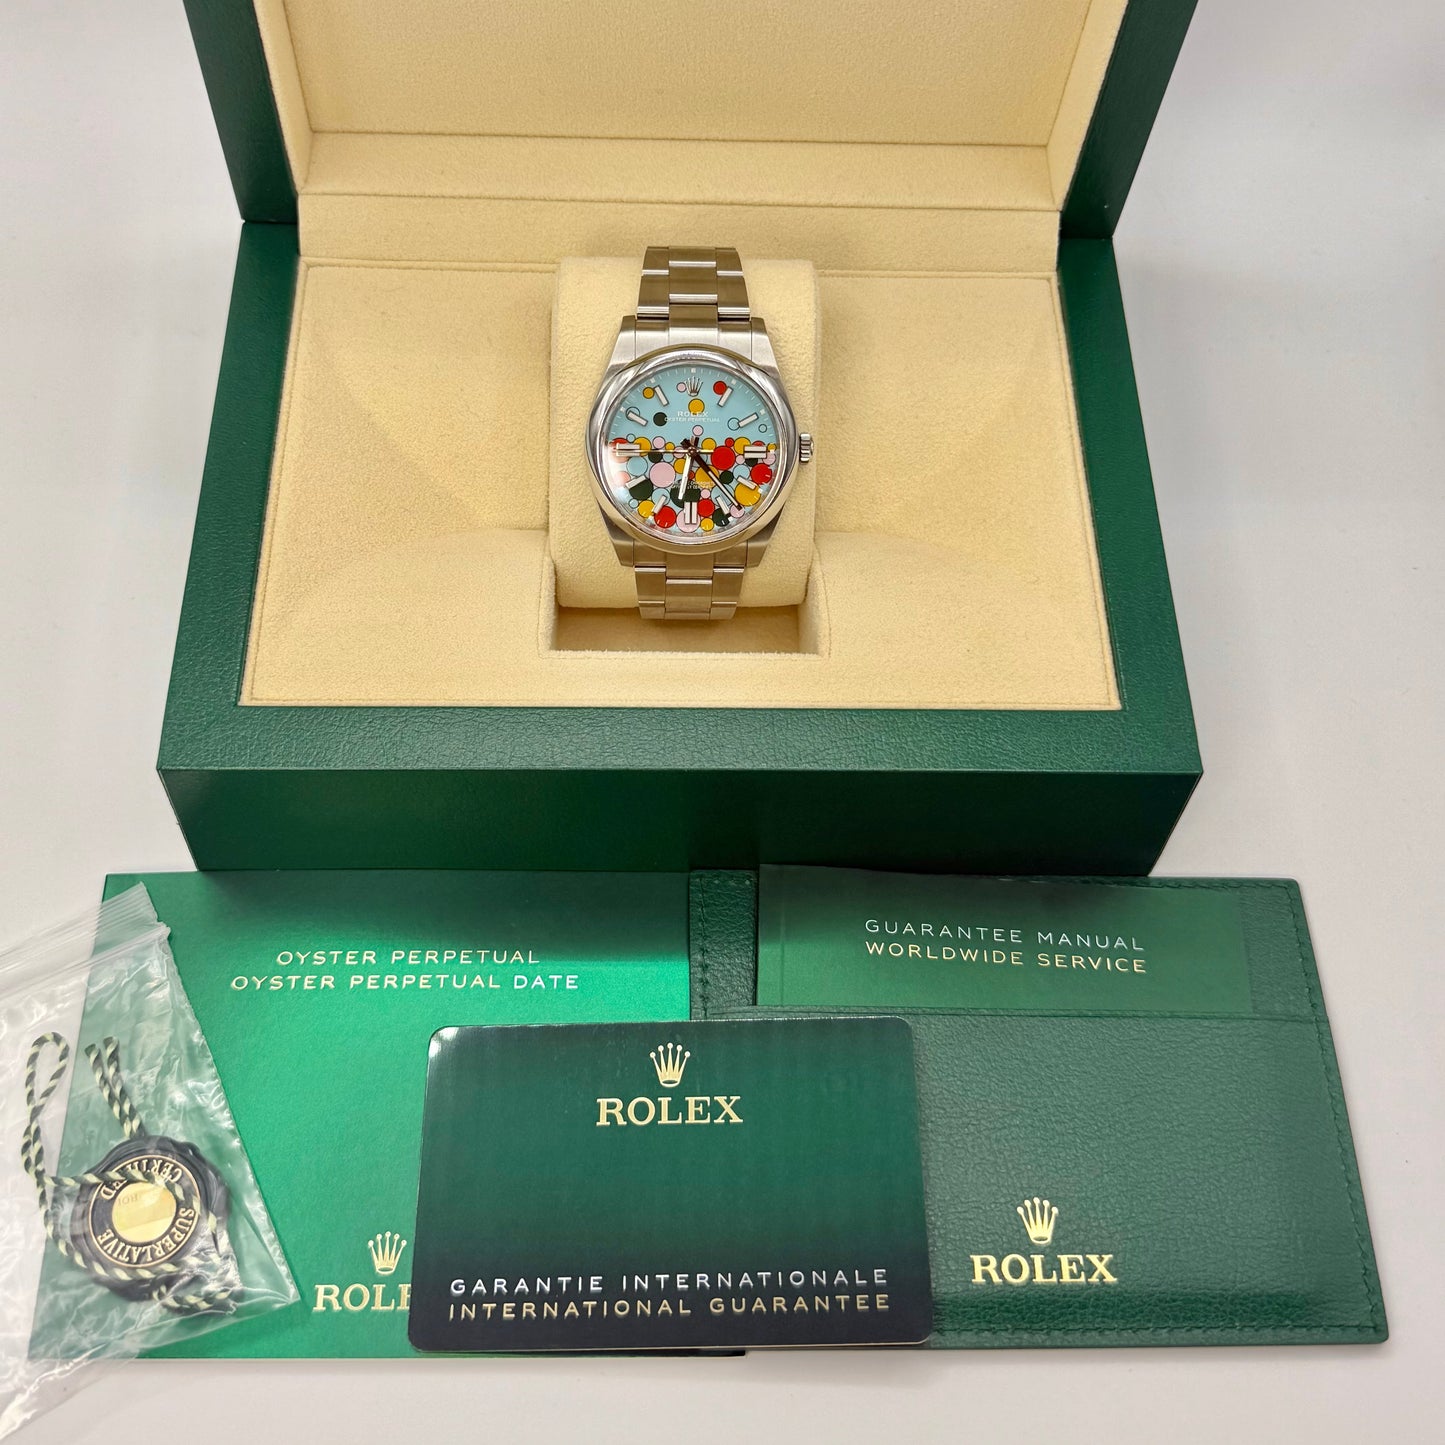 ROLEX
OYSTER PERPETUAL
OYSTER PERPETUAL
OYSTER PERPETUAL DATE
GUARANTEE MANUAL
WORLDWIDE SERVICE
ROLEX
GARANTIE INTERNATIONALE
INTERNATIONAL GUARANTEE
ROLEX
SUPERLATIVE
CERTIFIED